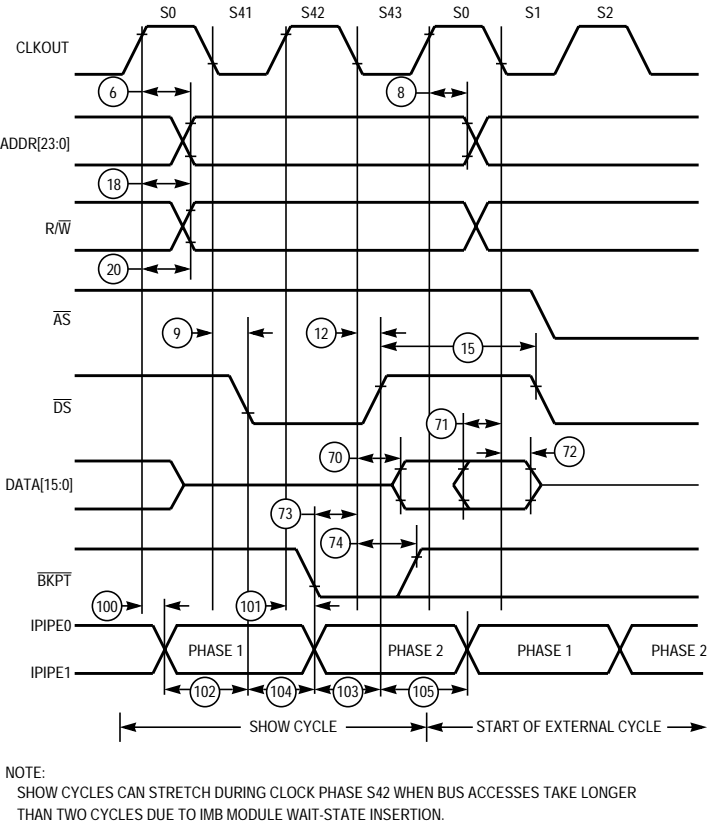 S0 S41 S42 S43 S0 S1 S2
CLKOUT
6 8
ADDR[23:0]
18
R/W
20
AS
9 12 15
DS
71
70 72
DATA[15:0]
73
74
BKPT
100 101
IPIPE0
PHASE 1 PHASE 2 PHASE 1 PHASE 2
IPIPE1
102 104 103 105
SHOW CYCLE START OF EXTERNAL CYCLE
NOTE:
SHOW CYCLES CAN STRETCH DURING CLOCK PHASE S42 WHEN BUS ACCESSES TAKE LONGER
THAN TWO CYCLES DUE TO IMB MODULE WAIT-STATE INSERTION.